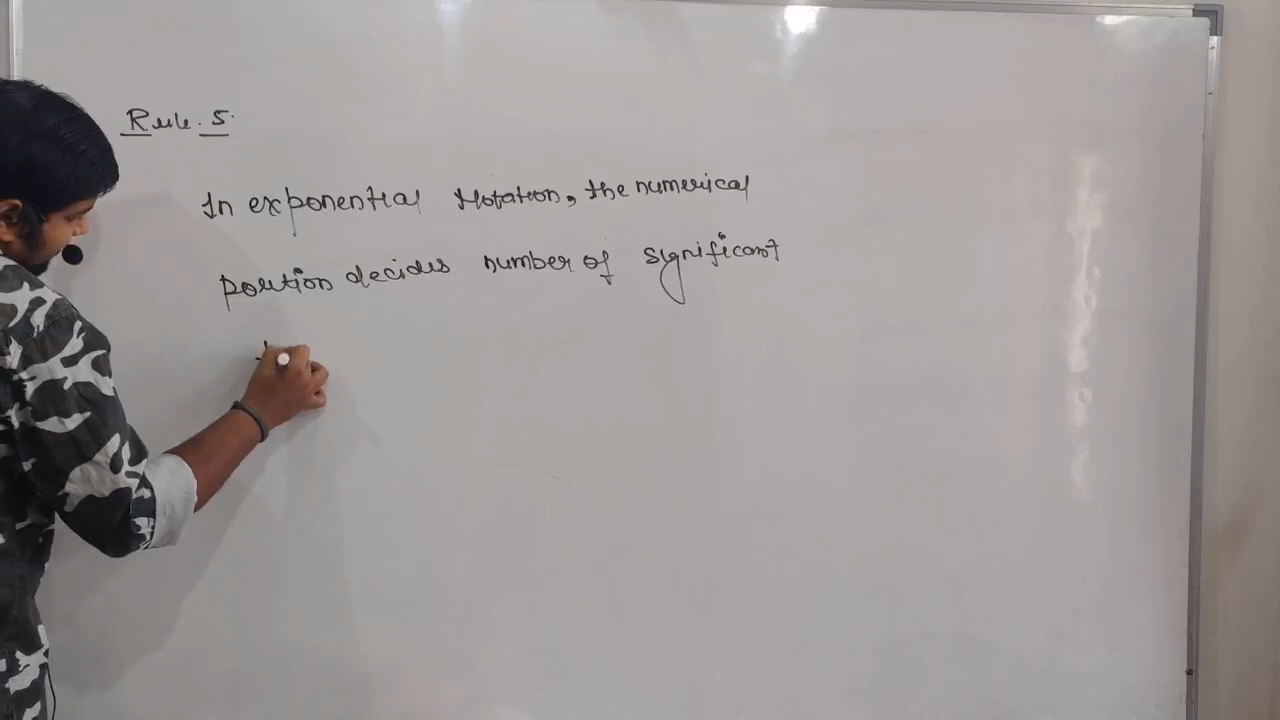 Rule. 5.
In exponential Notation, the numerical
portion decides number of significant